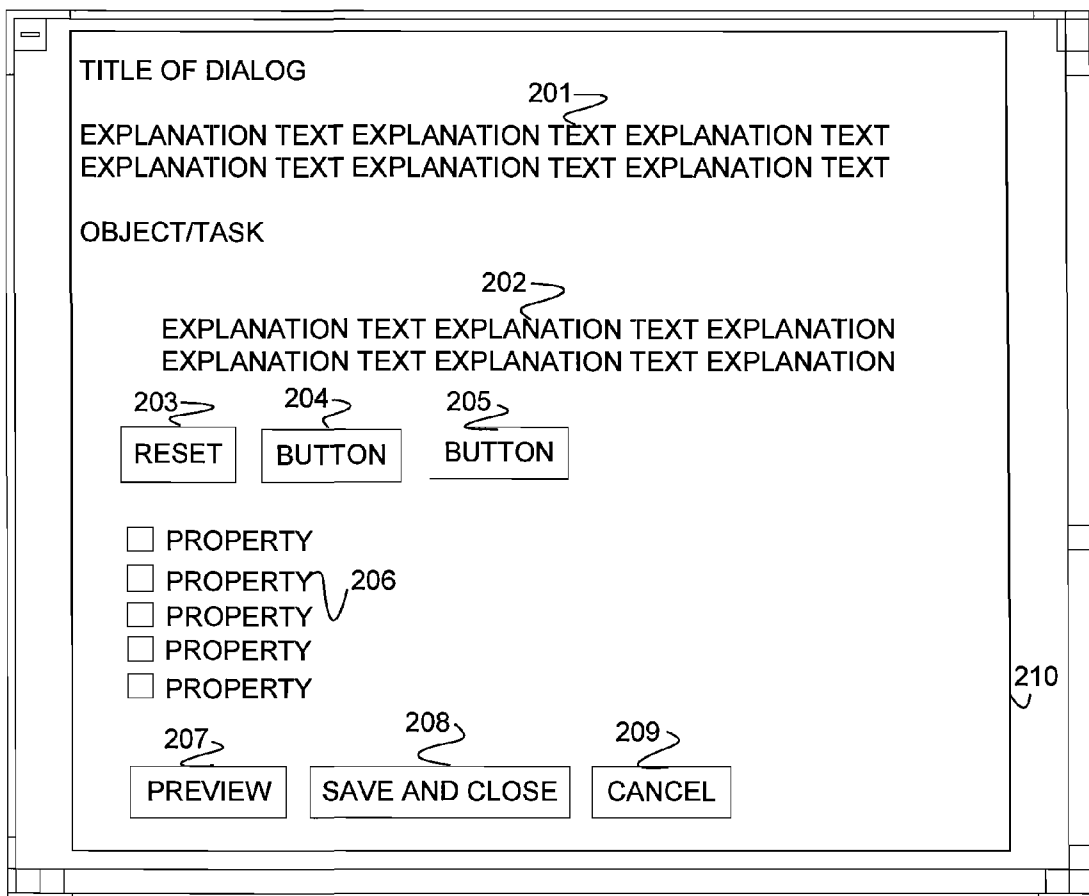 TITLE OF DIALOG
201
EXPLANATION TEXT EXPLANATION TEXT EXPLANATION TEXT
EXPLANATION TEXT EXPLANATION TEXT EXPLANATION TEXT
OBJECT/TASK
202
EXPLANATION TEXT EXPLANATION TEXT EXPLANATION
EXPLANATION TEXT EXPLANATION TEXT EXPLANATION
203 204 205
RESET BUTTON BUTTON
PROPERTY
PROPERTY 206
PROPERTY
PROPERTY
PROPERTY
210
207 208 209
PREVIEW SAVE AND CLOSE CANCEL